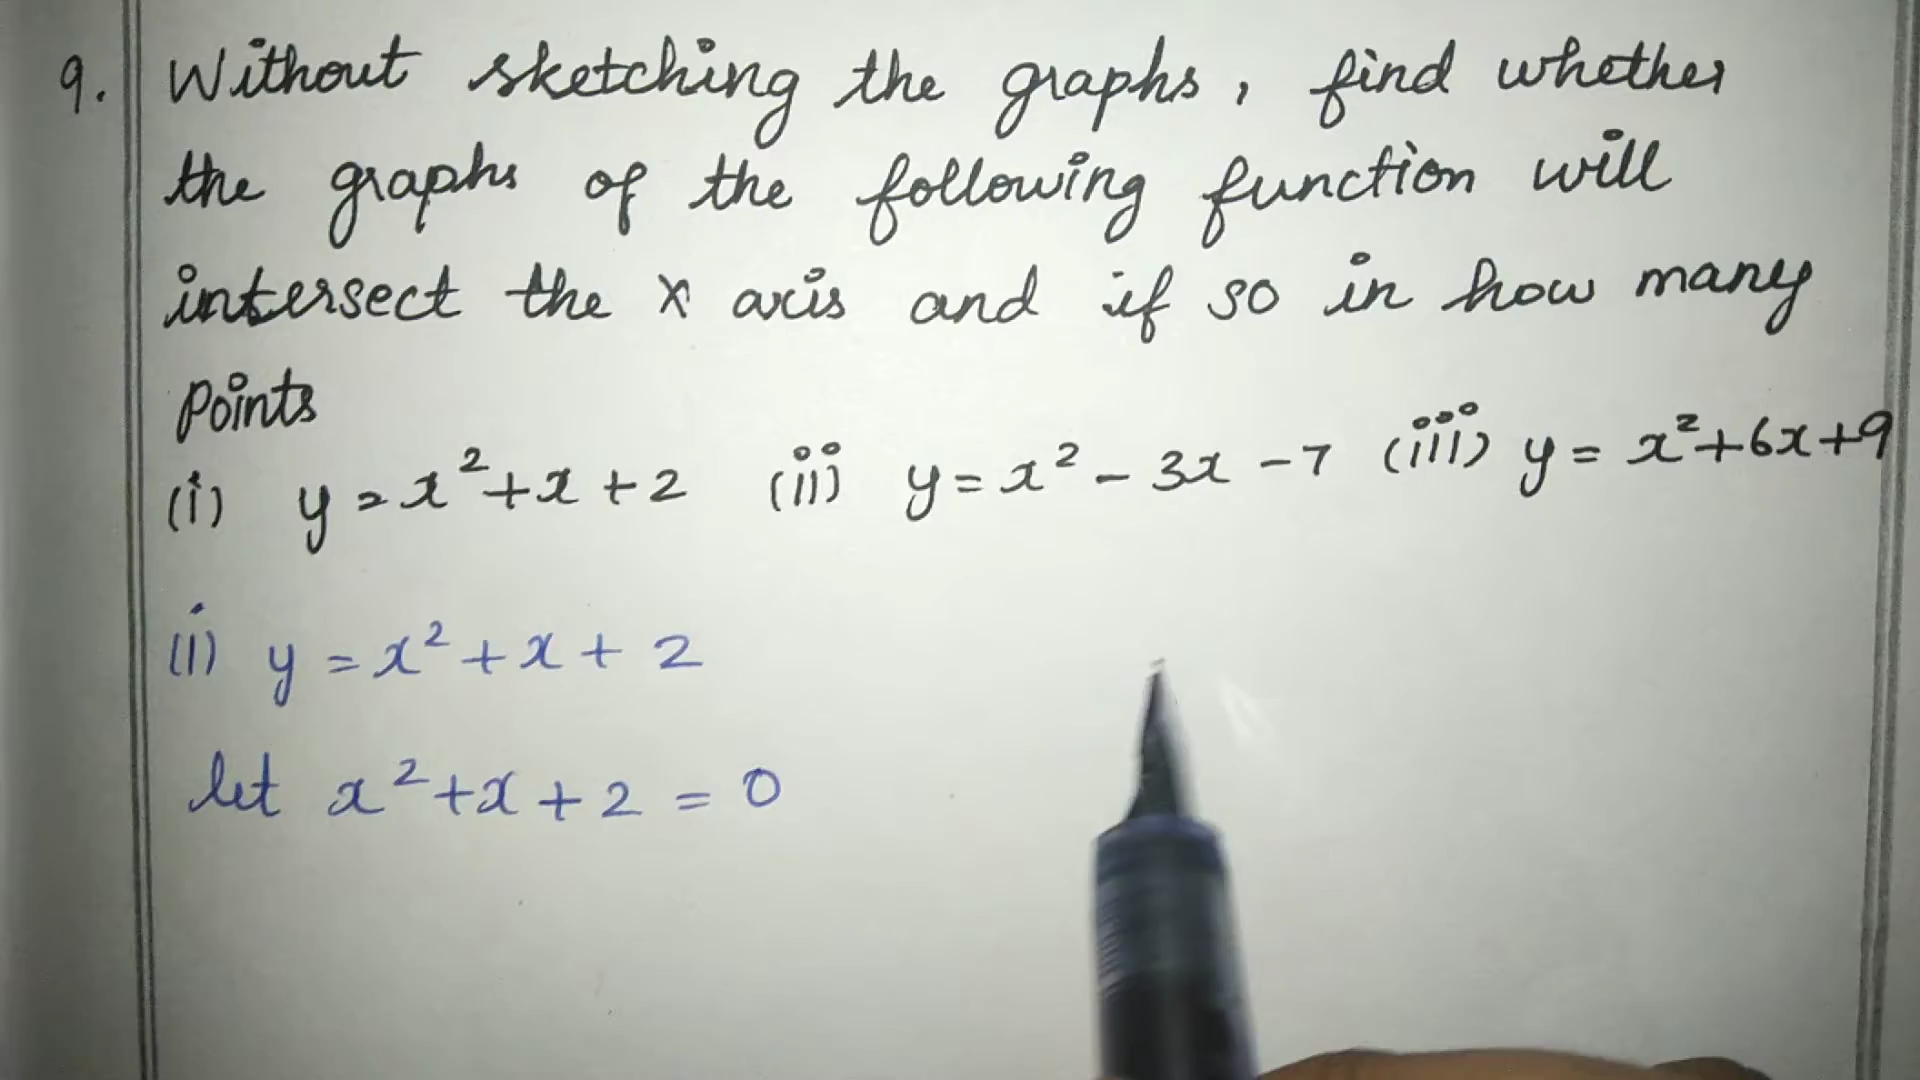 9. Without sketching the graphs, find whether
the graphs of the following function will
intersect the x axis and if so in how many
Points
(i) y = x² + x + 2 (ii) y = x² - 3x - 7 (iii) y = x² + 6x + 9
(i) y = x² + x + 2
let x² + x + 2 = 0